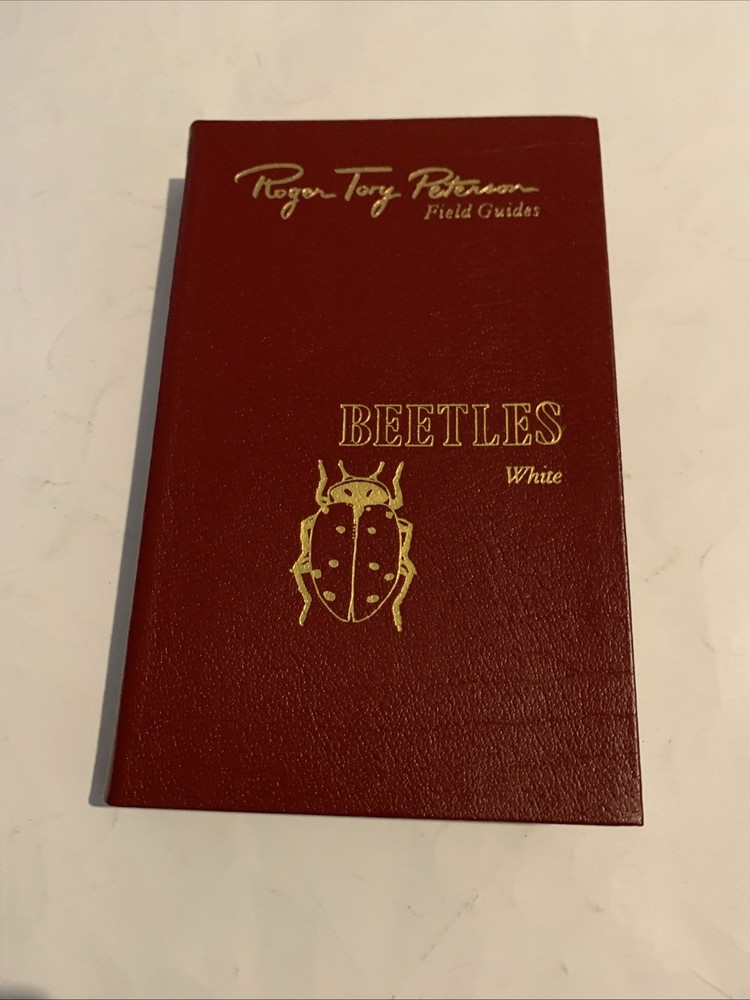 Roger Tory Peterson
Field Guides
BEETLES
White